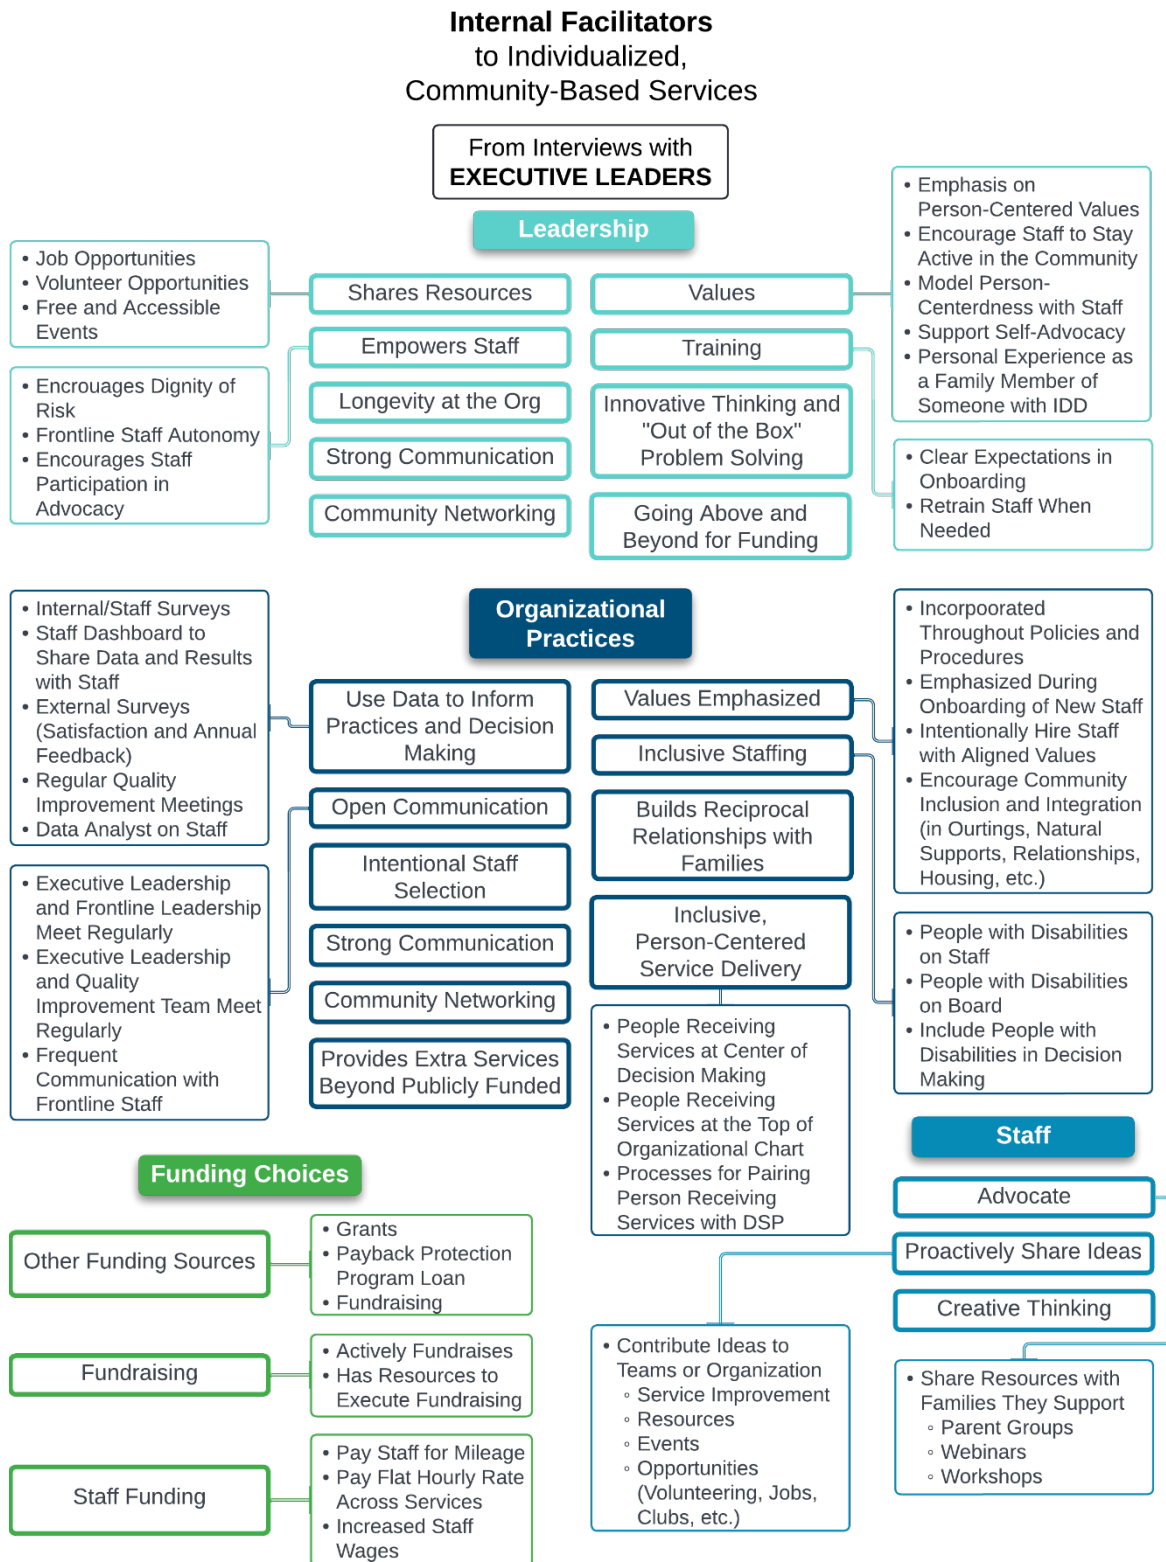 Internal Facilitators
to Individualized,
Community-Based Services
From Interviews with
EXECUTIVE LEADERS
Leadership
• Job Opportunities
• Volunteer Opportunities
• Free and Accessible
Events
• Encrouages Dignity of
Risk
• Frontline Staff Autonomy
• Encourages Staff
Participation in
Advocacy
Shares Resources
Empowers Staff
Longevity at the Org
Strong Communication
Community Networking
Values
Training
Innovative Thinking and
"Out of the Box"
Problem Solving
Going Above and
Beyond for Funding
• Emphasis on
Person-Centered Values
• Encourage Staff to Stay
Active in the Community
• Model Person-
Centerdness with Staff
• Support Self-Advocacy
• Personal Experience as
a Family Member of
Someone with IDD
• Clear Expectations in
Onboarding
• Retrain Staff When
Needed
Organizational
Practices
• Internal/Staff Surveys
• Staff Dashboard to
Share Data and Results
with Staff
• External Surveys
(Satisfaction and Annual
Feedback)
• Regular Quality
Improvement Meetings
• Data Analyst on Staff
• Executive Leadership
and Frontline Leadership
Meet Regularly
• Executive Leadership
and Quality
Improvement Team Meet
Regularly
• Frequent
Communication with
Frontline Staff
Use Data to Inform
Practices and Decision
Making
Open Communication
Intentional Staff
Selection
Strong Communication
Community Networking
Provides Extra Services
Beyond Publicly Funded
Values Emphasized
Inclusive Staffing
Builds Reciprocal
Relationships with
Families
Inclusive,
Person-Centered
Service Delivery
• People Receiving
Services at Center of
Decision Making
• People Receiving
Services at the Top of
Organizational Chart
• Processes for Pairing
Person Receiving
Services with DSP
• Incorpoorated
Throughout Policies and
Procedures
• Emphasized During
Onboarding of New Staff
• Intentionally Hire Staff
with Aligned Values
• Encourage Community
Inclusion and Integration
(in Ourtings, Natural
Supports, Relationships,
Housing, etc.)
• People with Disabilities
on Staff
• People with Disabilities
on Board
• Include People with
Disabilities in Decision
Making
Funding Choices
Other Funding Sources
• Grants
• Payback Protection
Program Loan
• Fundraising
Fundraising
• Actively Fundraises
• Has Resources to
Execute Fundraising
Staff Funding
• Pay Staff for Mileage
• Pay Flat Hourly Rate
Across Services
• Increased Staff
Wages
Staff
Advocate
Proactively Share Ideas
Creative Thinking
• Contribute Ideas to
Teams or Organization
◦ Service Improvement
◦ Resources
◦ Events
◦ Opportunities
(Volunteering, Jobs,
Clubs, etc.)
• Share Resources with
Families They Support
◦ Parent Groups
◦ Webinars
◦ Workshops